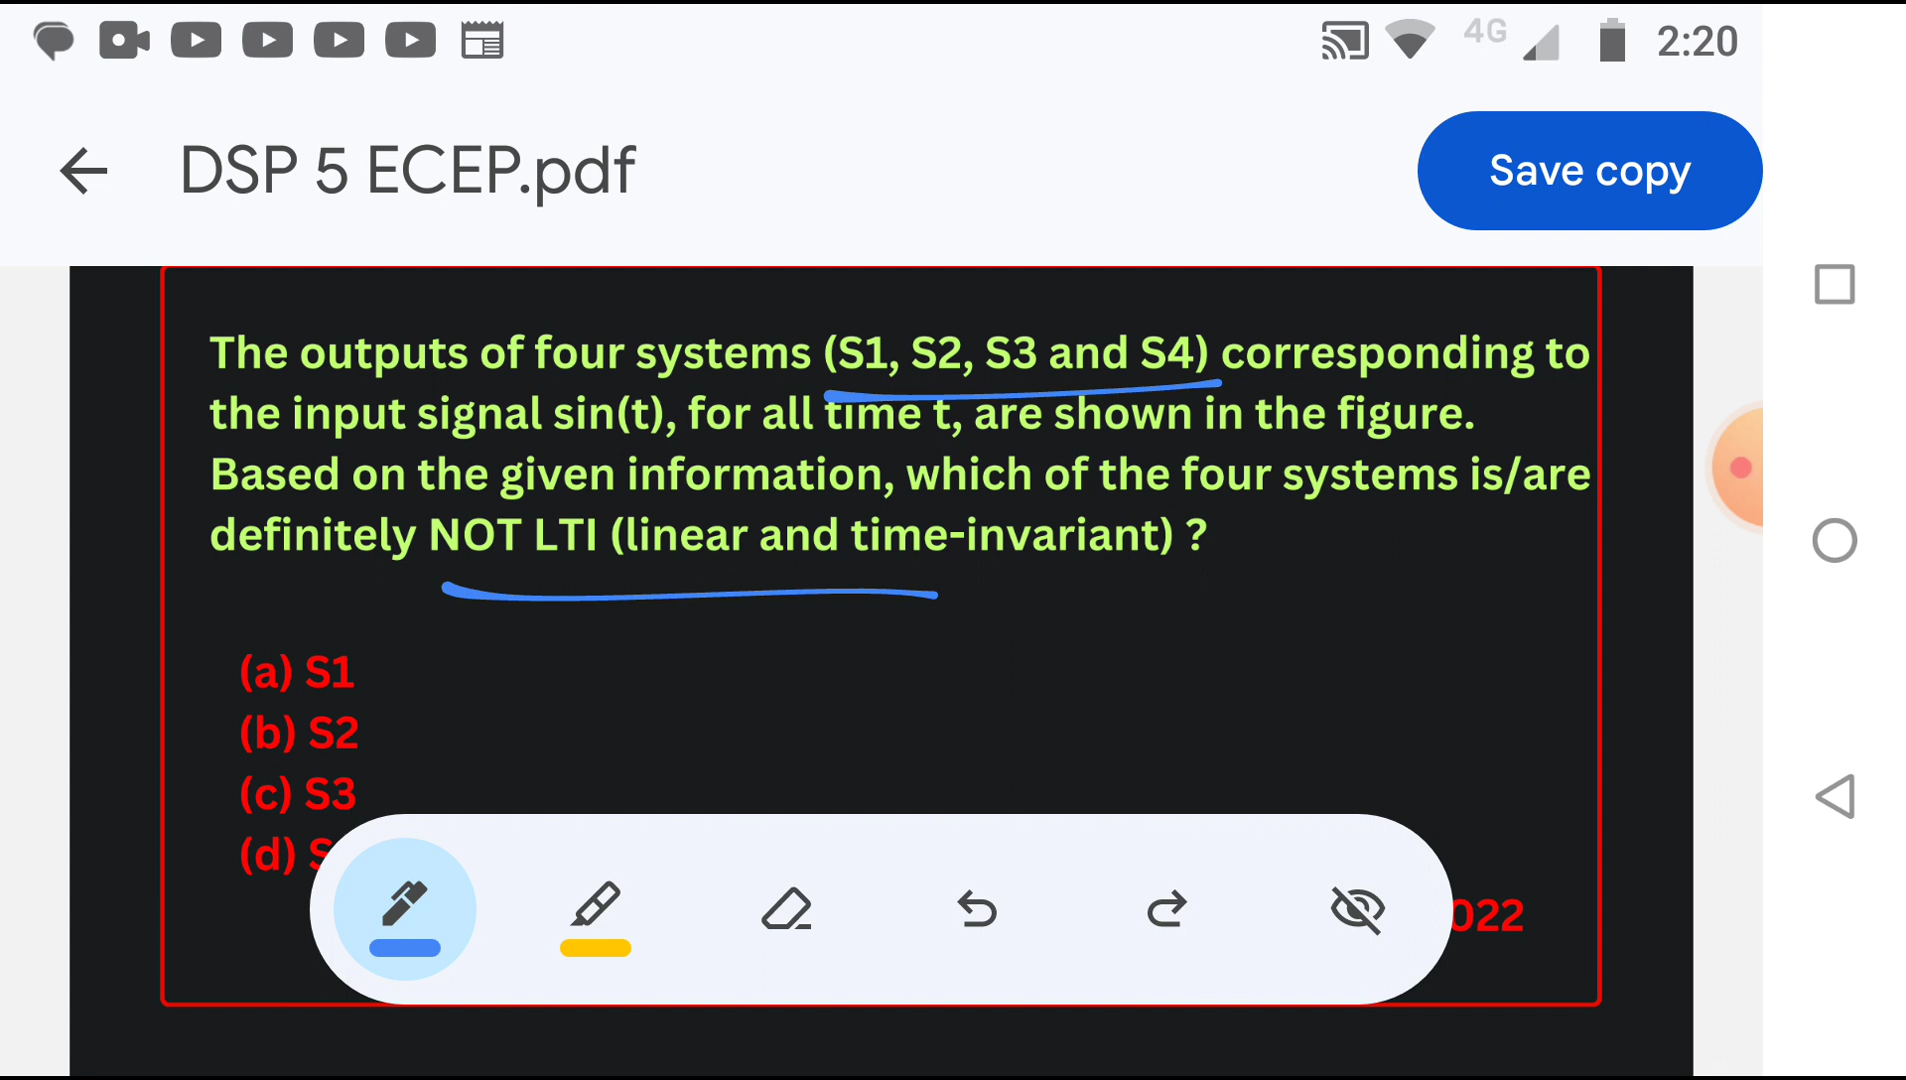 4G 2:20
DSP 5 ECEP.pdf
Save copy
The outputs of four systems (S1, S2, S3 and S4) corresponding to
the input signal sin(t), for all time t, are shown in the figure.
Based on the given information, which of the four systems is/are
definitely NOT LTI (linear and time-invariant) ?
(a) S1
(b) S2
(c) S3
(d)